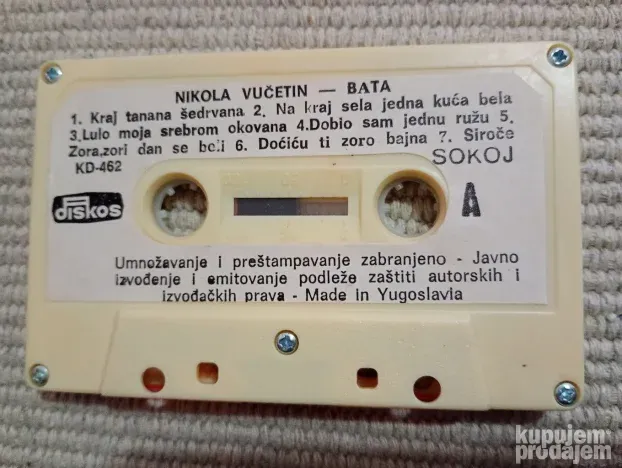 NIKOLA VUČETIN — BATA
1. Kraj tanana šedrvana 2. Na kraj sela jedna kuća bela
3.Lulo moja srebrom okovana 4.Dobio sam jednu ružu 5.
Zora,zori dan se beli 6. Doćiću ti zoro bajna 7. Siroče
KD-462
SOKOJ
diskos
A
Umnožavanje i preštampavanje zabranjeno - Javno
izvođenje i emitovanje podleže zaštiti autorskih i
izvođačkih prava - Made in Yugoslavia
kupujem
prodajem